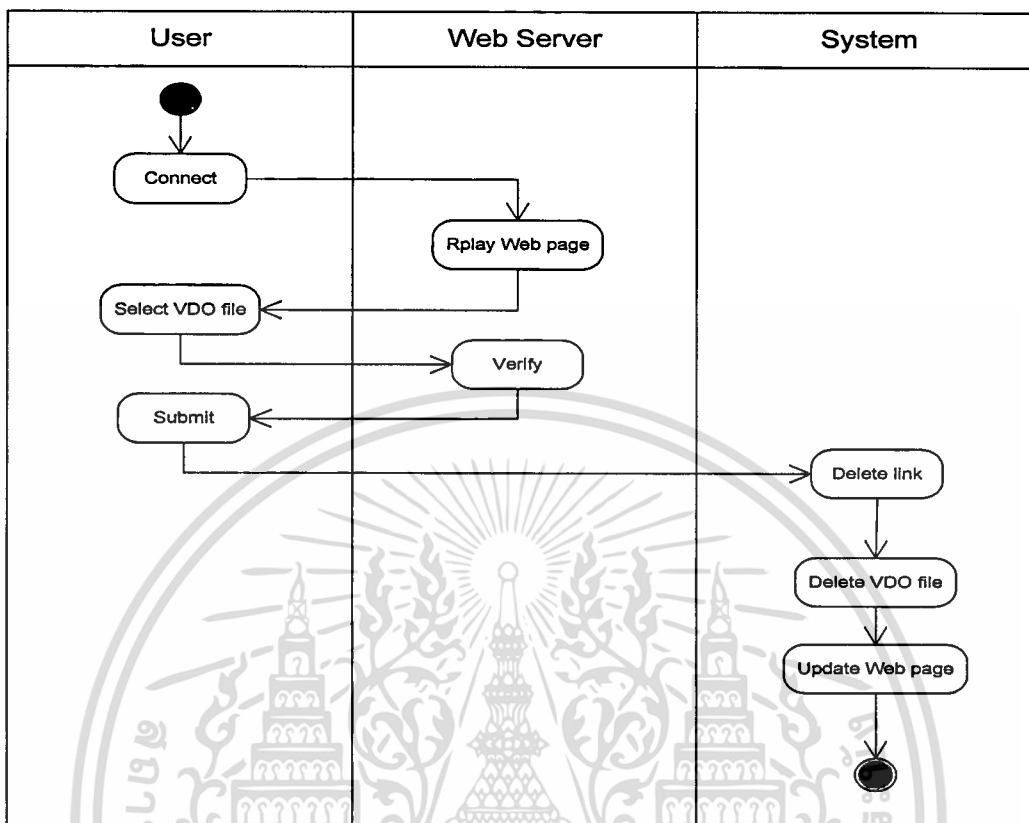 User
Web Server
System
Connect
Rplay Web page
Select VDO file
Verify
Submit
Delete link
Delete VDO file
Update Web page